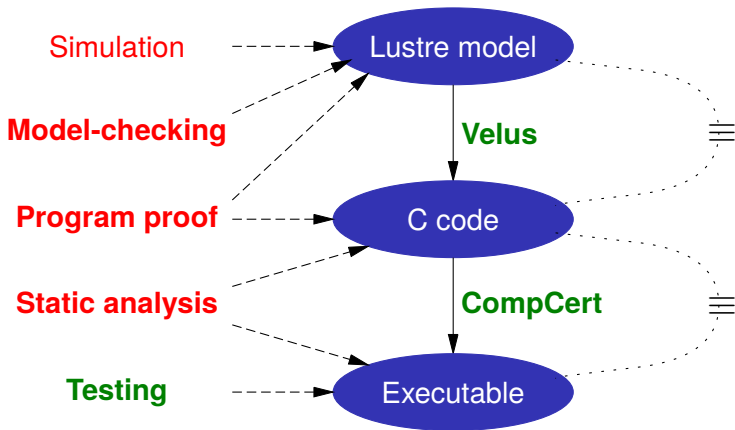 Simulation
Lustre model
Model-checking
Velus
≡
Program proof
C code
Static analysis
CompCert
≡
Testing
Executable